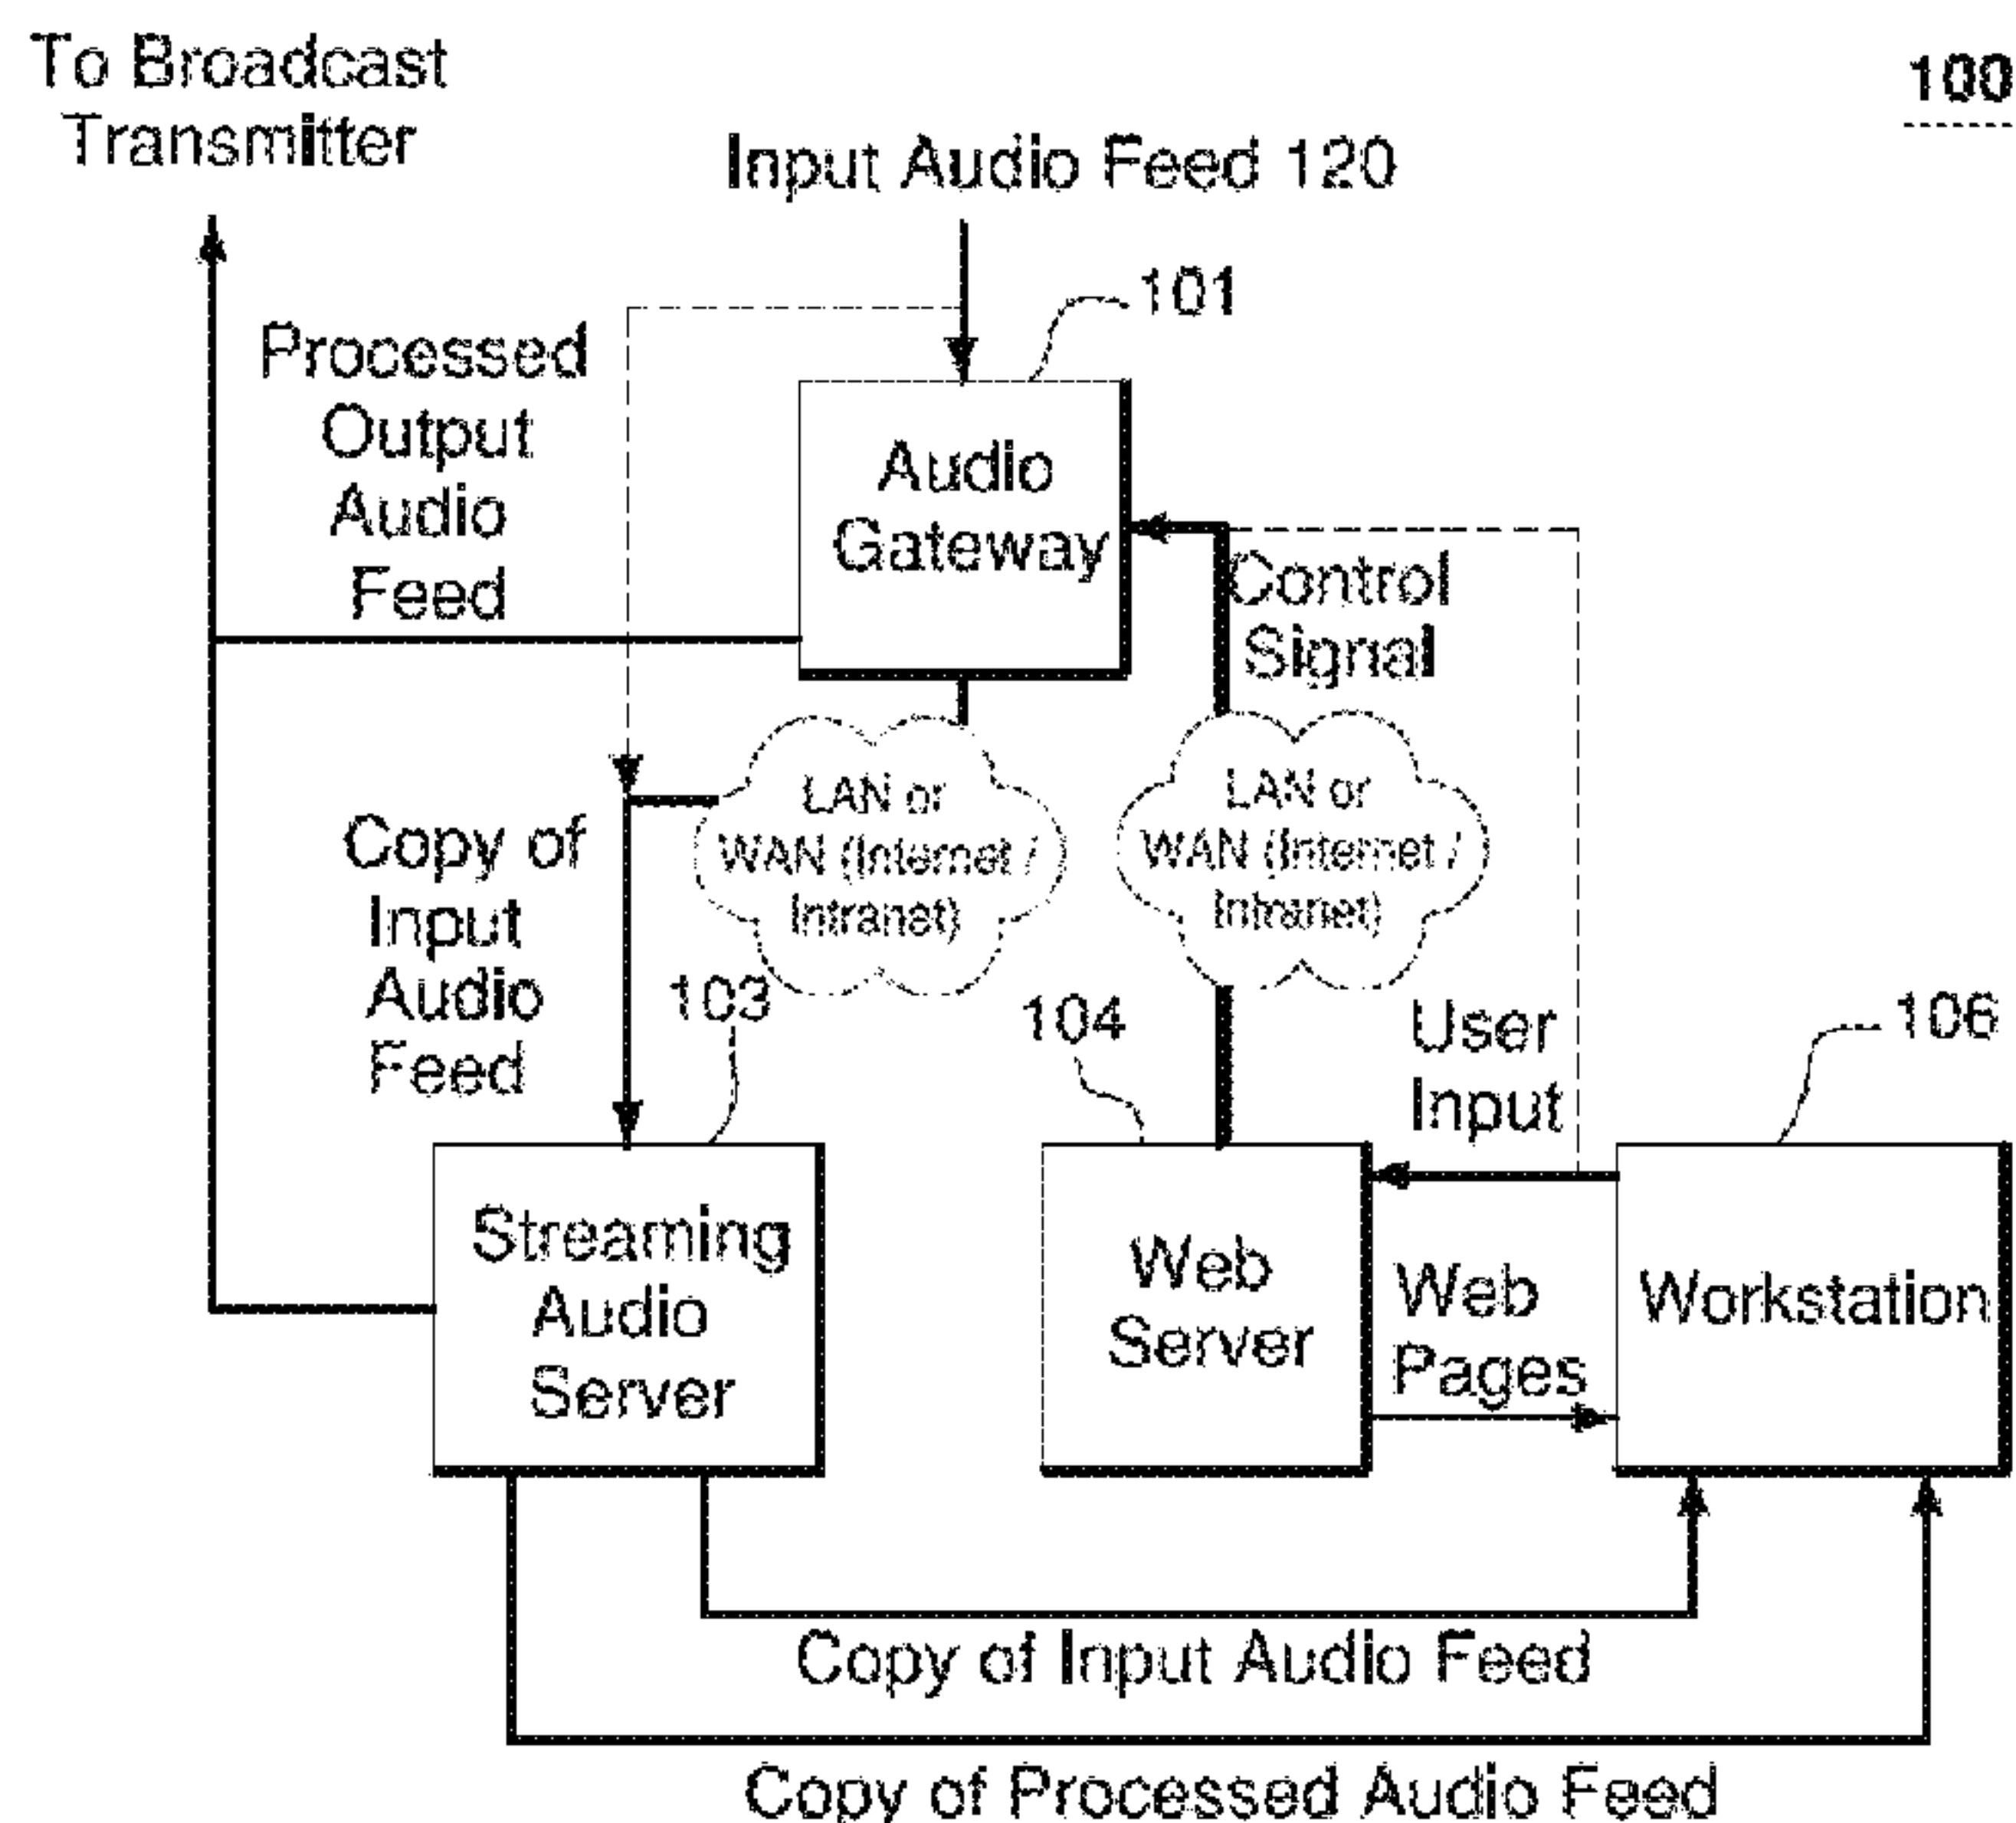 To Broadcast
Transmitter
100
Input Audio Feed 120
101
Processed
Output
Audio
Feed
Audio
Gateway
Control
Signal
LAN or
WAN (Internet /
Intranet)
LAN or
WAN (Internet /
Intranet)
Copy of
Input
Audio
Feed
103
104
User
Input
106
Streaming
Audio
Server
Web
Server
Web
Pages
Workstation
Copy of Input Audio Feed
Copy of Processed Audio Feed